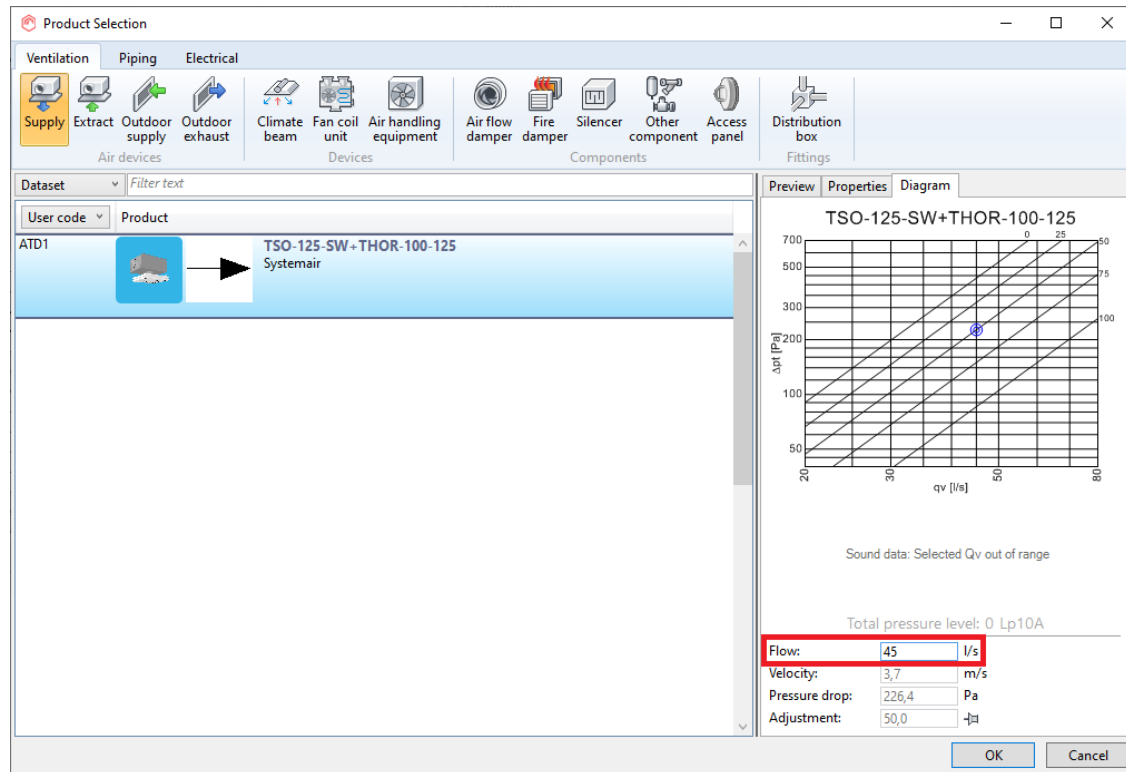 Product Selection
Ventilation Piping Electrical
Supply Extract Outdoor supply Outdoor exhaust Climate beam Fan coil unit Air handling equipment Air flow damper Fire damper Silencer Other component Access panel Distribution box
Air devices Devices Components Fittings
Dataset Filter text
Preview Properties Diagram
User code Product
ATD1 TSO-125-SW+THOR-100-125
Systemair
TSO-125-SW+THOR-100-125
0 25
700 50
500
75
300
100
200
Δpt [Pa]
100
50
20 30 50 80
qv [l/s]
Sound data: Selected Qv out of range
Total pressure level: 0 Lp10A
Flow: 45 l/s
Velocity: 3,7 m/s
Pressure drop: 226,4 Pa
Adjustment: 50,0
OK Cancel